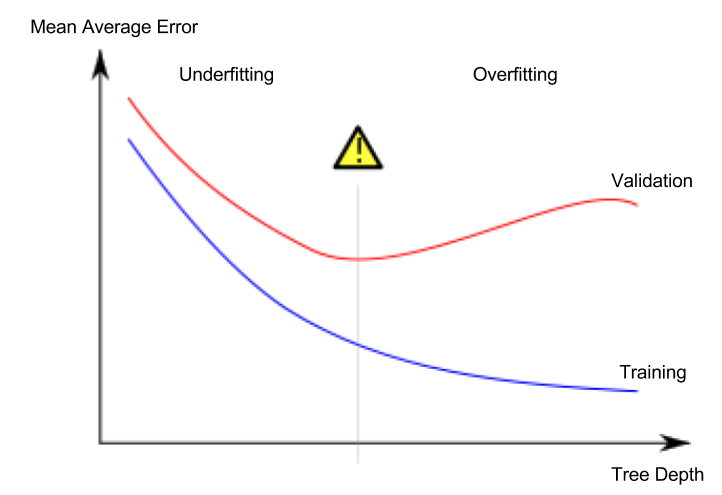 Mean Average Error
Underfitting
Overfitting
!
Validation
Training
Tree Depth